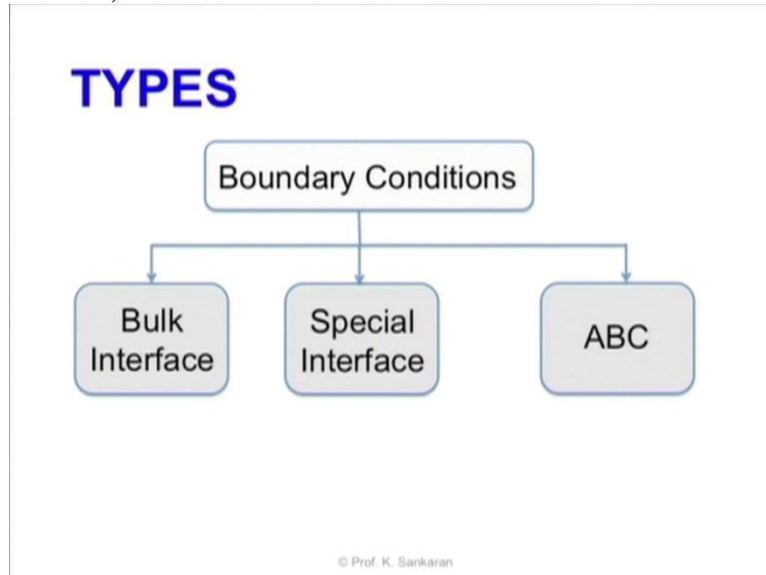 TYPES
Boundary Conditions
Bulk
Interface
Special
Interface
ABC
© Prof. K. Sankaran